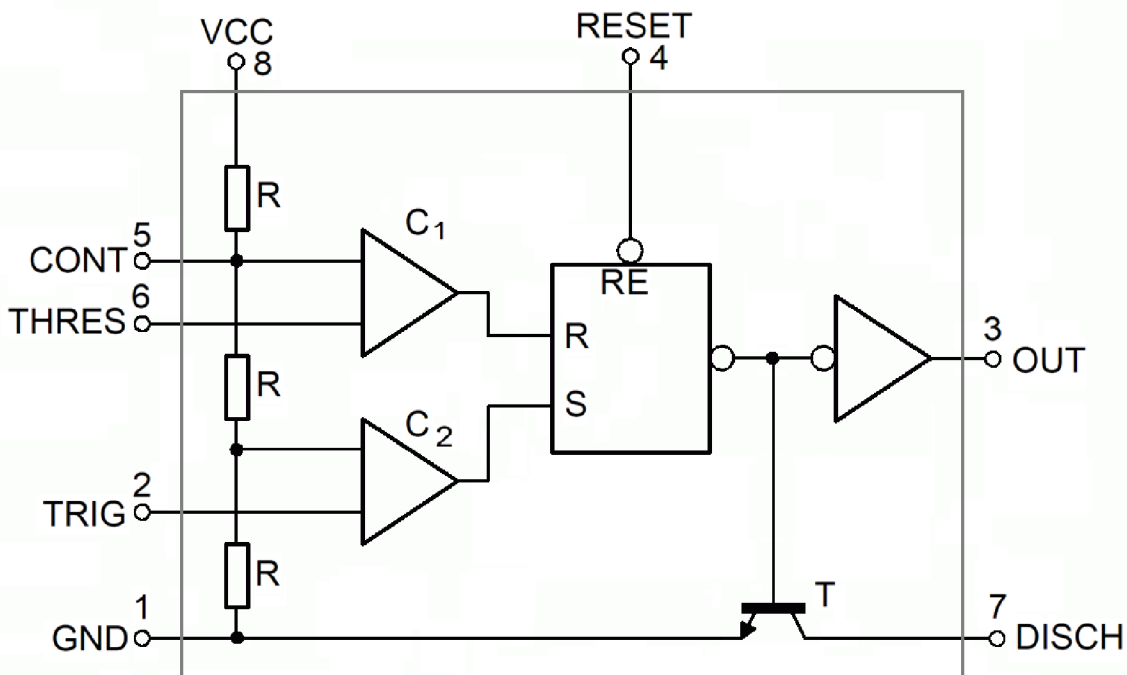 VCC
8
RESET
4
R
5
CONT
C1
6
THRES
RE
R
R
3
OUT
S
C2
2
TRIG
R
T
1
GND
7
DISCH